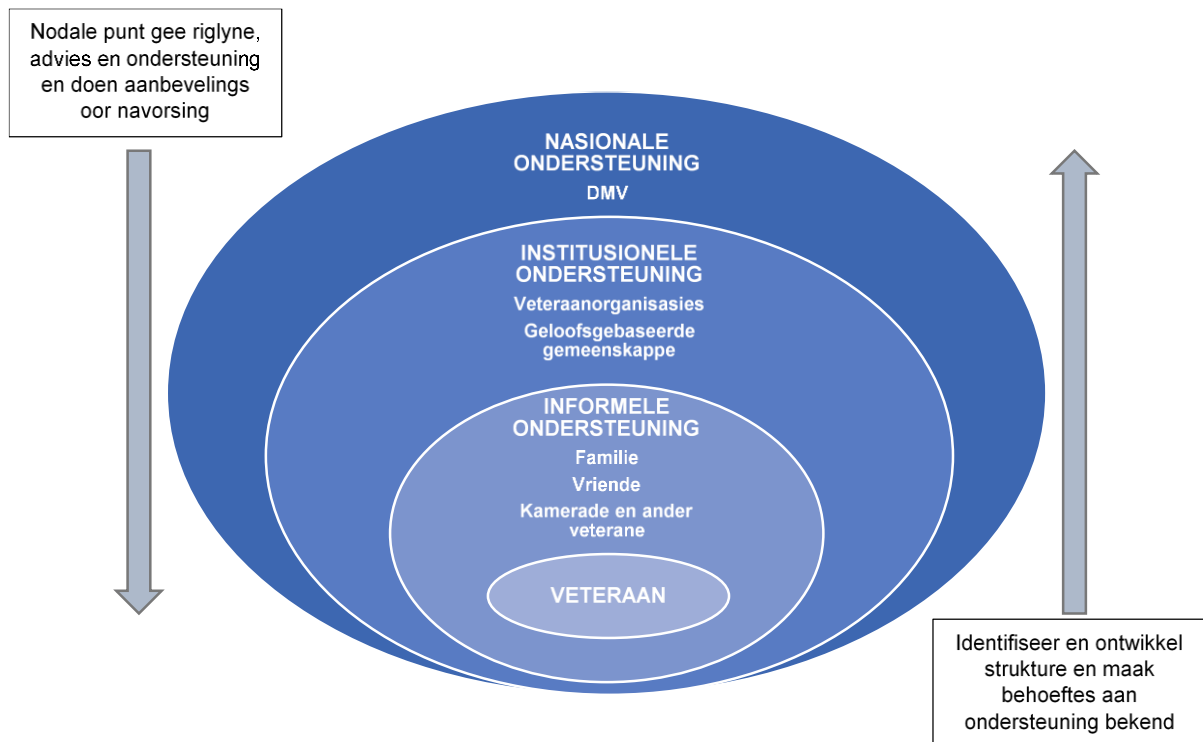 Nodale punt gee riglyne,
advies en ondersteuning
en doen aanbevelings
oor navorsing
NASIONALE
ONDERSTEUNING
DMV
INSTITUSIONELE
ONDERSTEUNING
Veteraanorganisasies
Geloofsgebaseerde
gemeenskappe
INFORMELE
ONDERSTEUNING
Familie
Vriende
Kamerade en ander
veterane
VETERAAN
Identifiseer en ontwikkel
strukture en maak
behoeftes aan
ondersteuning bekend